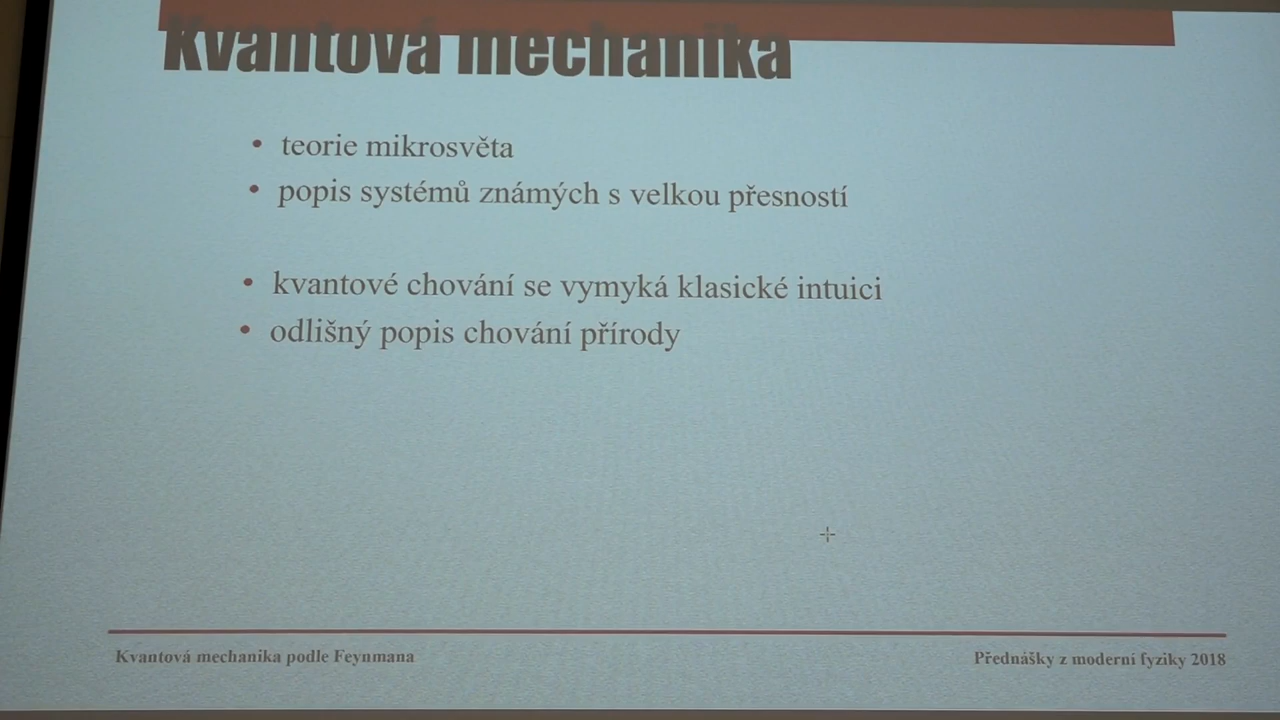 Kvantová mechanika
• teorie mikrosvěta
• popis systémů známých s velkou přesností
• kvantové chování se vymyká klasické intuici
• odlišný popis chování přírody
Kvantová mechanika podle Feynmana
Přednášky z moderní fyziky 2018